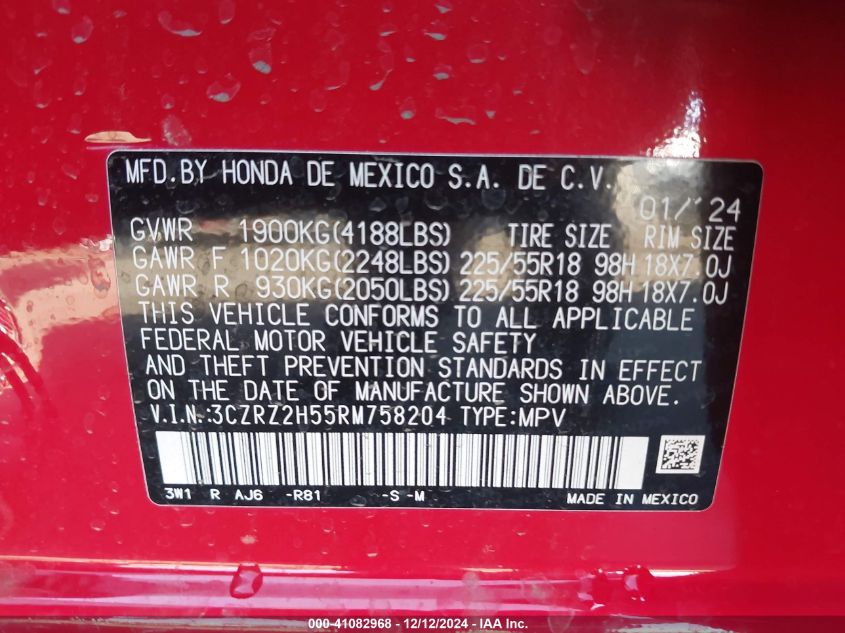 MFD.BY HONDA DE MEXICO S.A. DE C.V.
01/'24
GVWR 1900KG(4188LBS) TIRE SIZE RIM SIZE
GAWR F 1020KG(2248LBS) 225/55R18 98H 18X7.0J
GAWR R 930KG(2050LBS) 225/55R18 98H 18X7.0J
THIS VEHICLE CONFORMS TO ALL APPLICABLE
FEDERAL MOTOR VEHICLE SAFETY
AND THEFT PREVENTION STANDARDS IN EFFECT
ON THE DATE OF MANUFACTURE SHOWN ABOVE.
V.I.N.:3CZRZ2H55RM758204 TYPE:MPV
3W1 R AJ6 -R81 -S -M MADE IN MEXICO
000-41082968 - 12/12/2024 - IAA Inc.